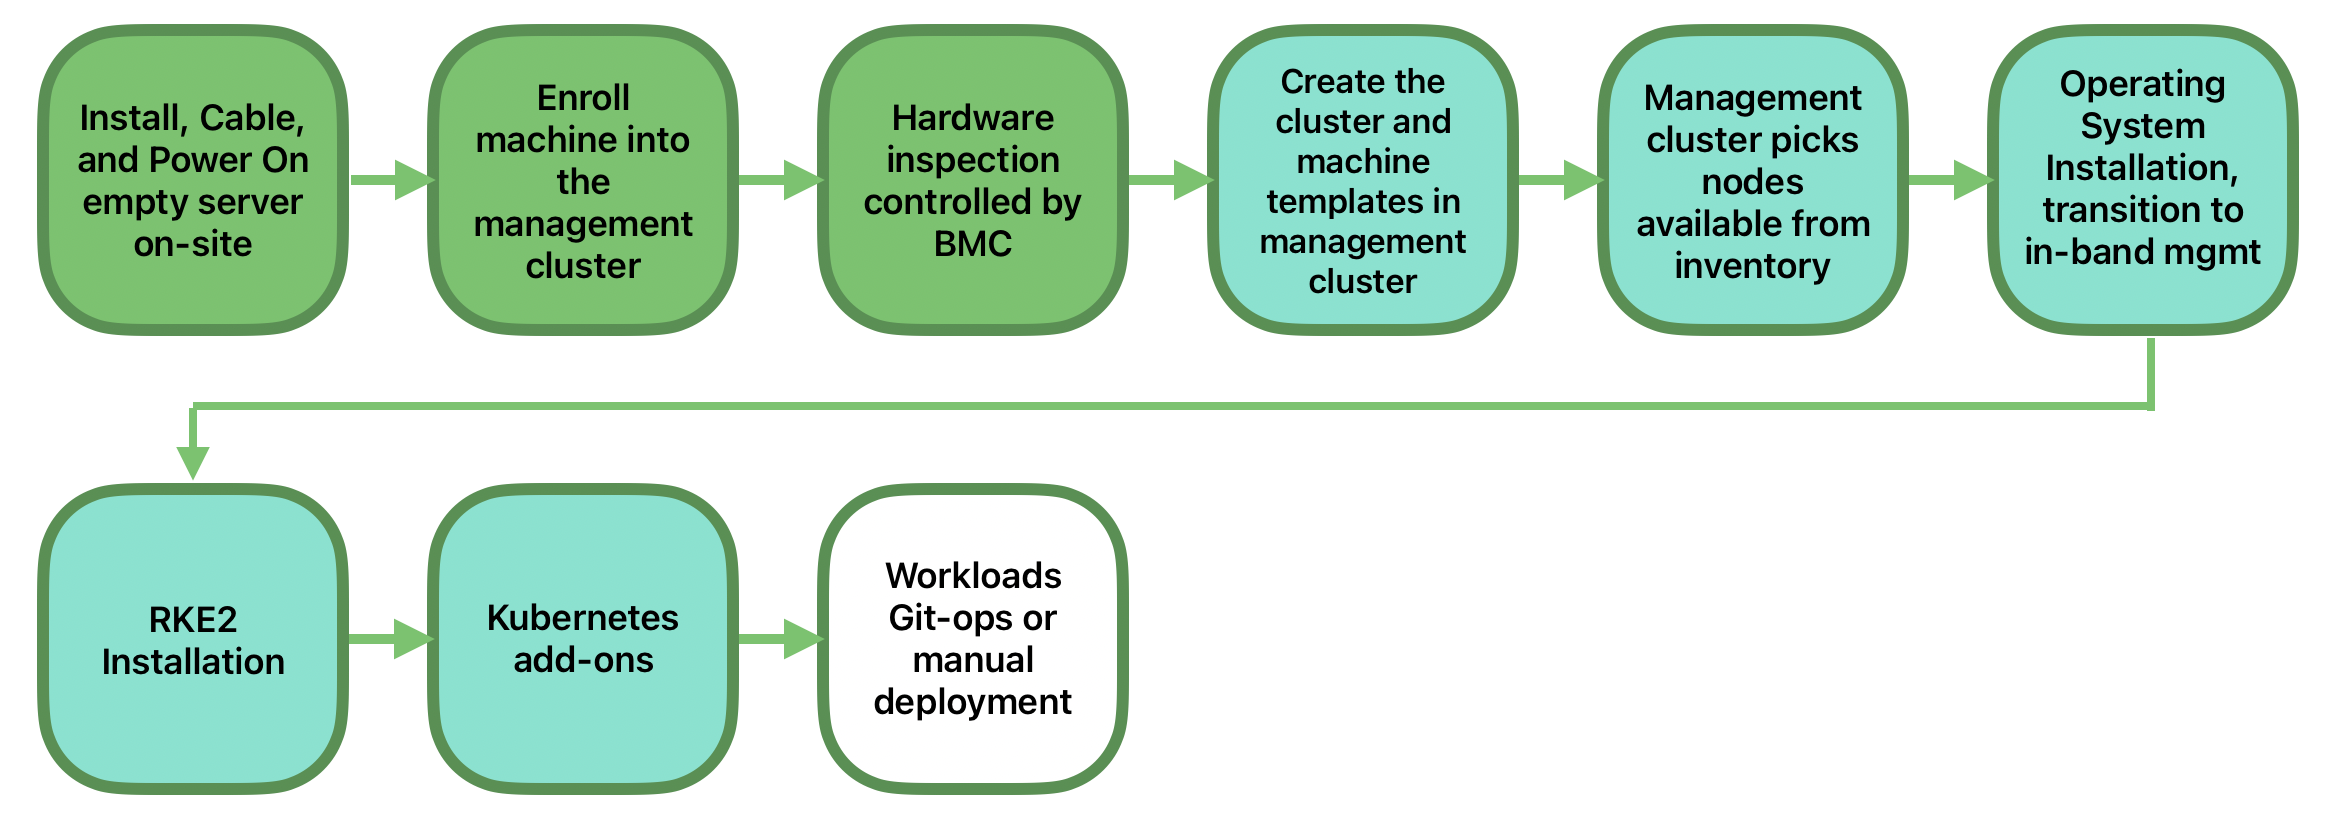 Install, Cable,
and Power On
empty server
on-site
Enroll
machine into
the
management
cluster
Hardware
inspection
controlled by
BMC
Create the
cluster and
machine
templates in
management
cluster
Management
cluster picks
nodes
available from
inventory
Operating
System
Installation,
transition to
in-band mgmt
RKE2
Installation
Kubernetes
add-ons
Workloads
Git-ops or
manual
deployment